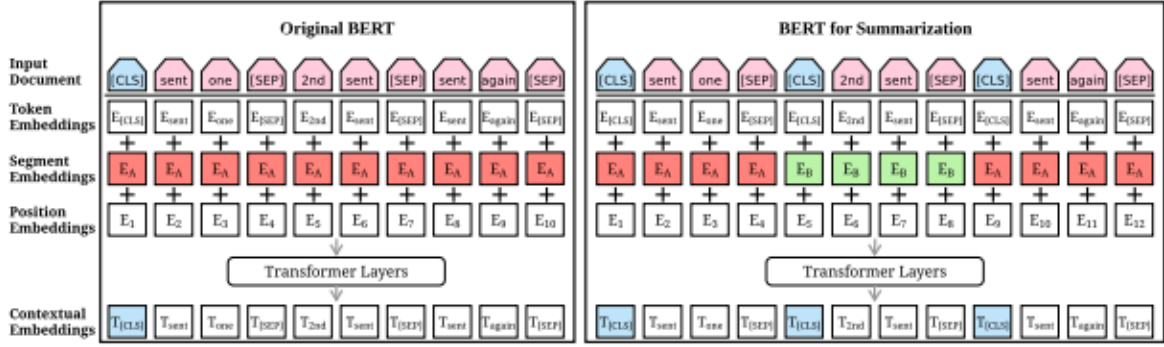 Original BERT
BERT for Summarization
Input Document
[CLS] sent one [SEP] 2nd sent [SEP] sent again [SEP]
[CLS] sent one [SEP] [CLS] 2nd sent [SEP] [CLS] sent again [SEP]
Token Embeddings
E[CLS] Esent Eone E[SEP] E2nd Esent E[SEP] Esent Eagain E[SEP]
E[CLS] Esent Eone E[SEP] E[CLS] E2nd Esent E[SEP] E[CLS] Esent Eagain E[SEP]
+ + + + + + + + + +
+ + + + + + + + + + + +
Segment Embeddings
EA EA EA EA EA EA EA EA EA EA
EA EA EA EA EB EB EB EB EA EA EA EA
+ + + + + + + + + +
+ + + + + + + + + + + +
Position Embeddings
E1 E2 E3 E4 E5 E6 E7 E8 E9 E10
E1 E2 E3 E4 E5 E6 E7 E8 E9 E10 E11 E12
Transformer Layers
Transformer Layers
Contextual Embeddings
T[CLS] Tsent Tone T[SEP] T2nd Tsent T[SEP] Tsent Tagain T[SEP]
T[CLS] Tsent Tone T[SEP] T[CLS] T2nd Tsent T[SEP] T[CLS] Tsent Tagain T[SEP]